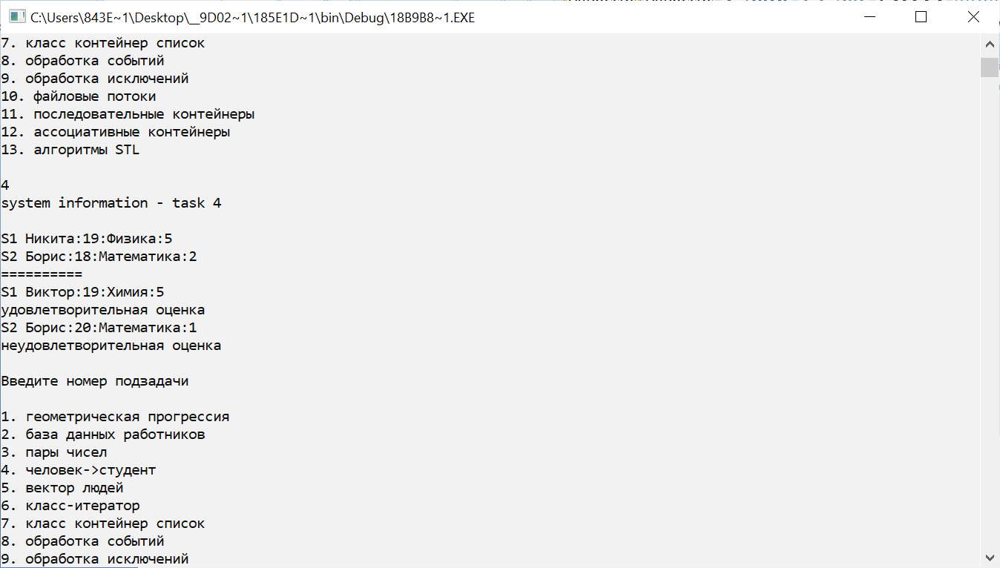 C:\Users\843E~1\Desktop\__9D02~1\185E1D~1\bin\Debug\18B9B8~1.EXE
7. класс контейнер список
8. обработка событий
9. обработка исключений
10. файловые потоки
11. последовательные контейнеры
12. ассоциативные контейнеры
13. алгоритмы STL
4
system information - task 4
S1 Никита:19:Физика:5
S2 Борис:18:Математика:2
==========
S1 Виктор:19:Химия:5
удовлетворительная оценка
S2 Борис:20:Математика:1
неудовлетворительная оценка
Введите номер подзадачи
1. геометрическая прогрессия
2. база данных работников
3. пары чисел
4. человек->студент
5. вектор людей
6. класс-итератор
7. класс контейнер список
8. обработка событий
9. обработка исключений